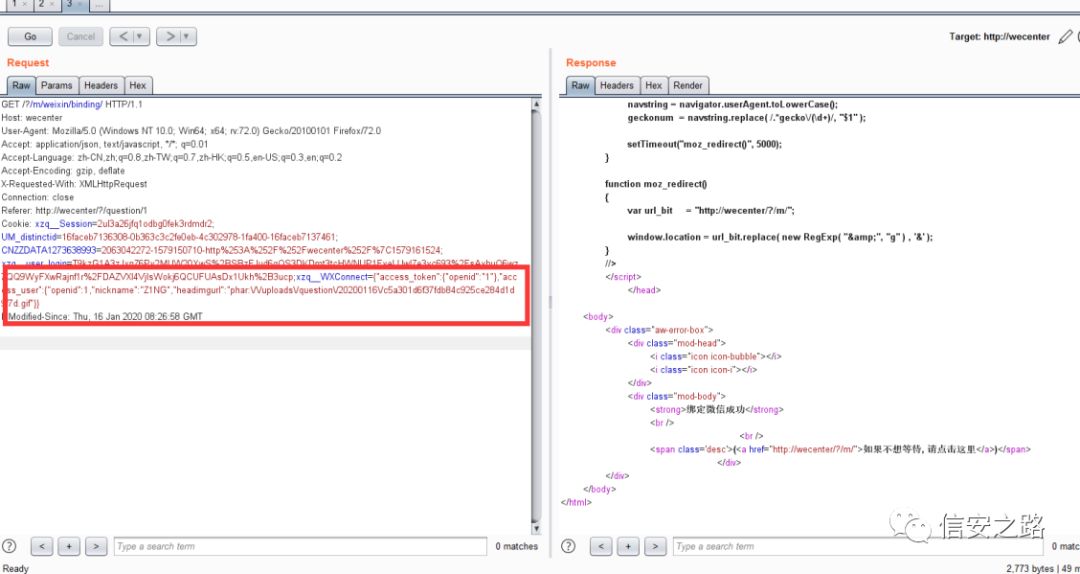 1 × 2 × 3 × ...
Go Cancel < >
Target: http://wecenter
Request
Raw Params Headers Hex
GET /?/m/weixin/binding/ HTTP/1.1
Host: wecenter
User-Agent: Mozilla/5.0 (Windows NT 10.0; Win64; x64; rv:72.0) Gecko/20100101 Firefox/72.0
Accept: application/json, text/javascript, */*; q=0.01
Accept-Language: zh-CN,zh;q=0.8,zh-TW;q=0.7,zh-HK;q=0.5,en-US;q=0.3,en;q=0.2
Accept-Encoding: gzip, deflate
X-Requested-With: XMLHttpRequest
Connection: close
Referer: http://wecenter/?/question/1
Cookie: xzq__Session=2ul3a26jfq1odbg0fek3rdmdr2;
UM_distinctid=16faceb7136308-0b363c3c2fe0eb-4c302978-1fa400-16faceb7137461;
CNZZDATA1273638993=2063042272-1579150710-http%253A%252F%252Fwecenter%252F%7C1579161524;
xzq__WXConnect={"access_token":{"openid":"1"},"acc
ess_user":{"openid":1,"nickname":"Z1NG","headimgurl":"phar:\/\/uploads\/question\/20200116\/c5a301d6f37fdb84c925ce284d1d
7d.gif"}}
Modified-Since: Thu, 16 Jan 2020 08:26:58 GMT
? < + > Type a search term 0 matches
Ready
Response
Raw Headers Hex Render
navstring = navigator.userAgent.toLowerCase();
geckonum = navstring.replace( /.*gecko\/(\d+)/, "$1" );
setTimeout("moz_redirect()", 5000);
}
function moz_redirect()
{
var url_bit = "http://wecenter/?/m/";
window.location = url_bit.replace( new RegExp( "&amp;", "g" ) , '&' );
}
//>
</script>
</head>
<body>
<div class="aw-error-box">
<div class="mod-head">
<i class="icon icon-bubble"></i>
<i class="icon icon-i"></i>
</div>
<div class="mod-body">
<strong>绑定微信成功</strong>
<br />
<br />
<span class='desc'>(<a href="http://wecenter/?/m/">如果不想等待, 请点击这里</a>)</span>
</div>
</div>
</body>
</html>
信安之路
? < + > Type a search term 0 matc
2,773 bytes | 49 m